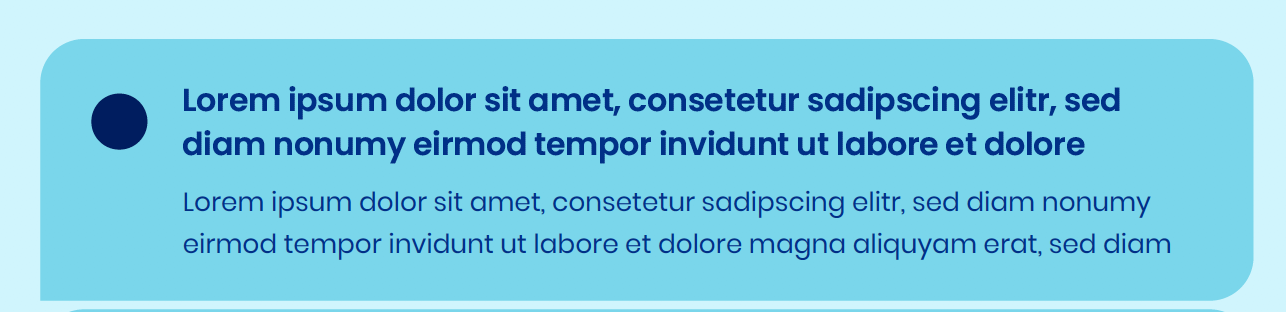 Lorem ipsum dolor sit amet, consetetur sadipscing elitr, sed
diam nonumy eirmod tempor invidunt ut labore et dolore
Lorem ipsum dolor sit amet, consetetur sadipscing elitr, sed diam nonumy
eirmod tempor invidunt ut labore et dolore magna aliquyam erat, sed diam